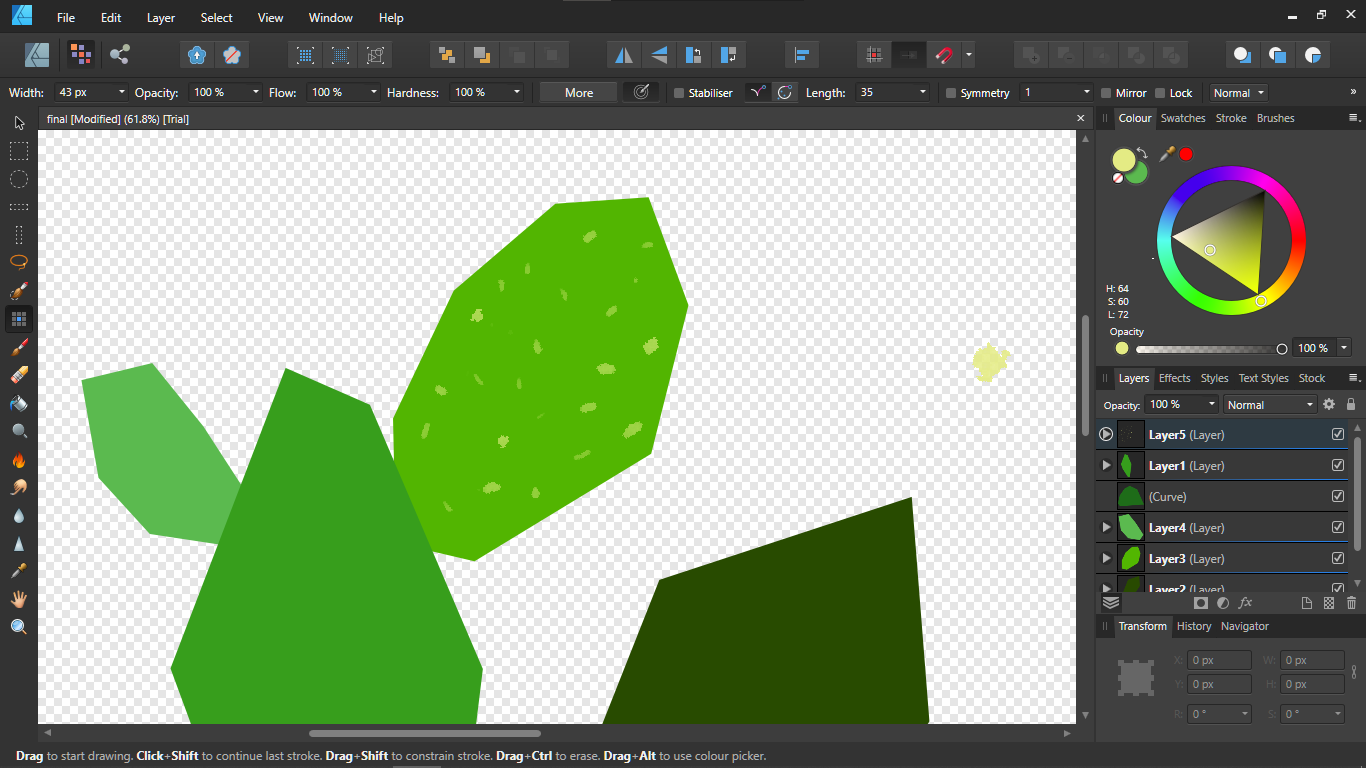 File Edit Layer Select View Window Help
Width: 43 px Opacity: 100 % Flow: 100 % Hardness: 100 % More Stabiliser Length: 35 Symmetry 1 Mirror Lock Normal »
final [Modified] (61.8%) [Trial]
Colour Swatches Stroke Brushes
H: 64
S: 60
L: 72
Opacity
100 %
Layers Effects Styles Text Styles Stock
Opacity: 100 % Normal
Layer5 (Layer)
Layer1 (Layer)
(Curve)
Layer4 (Layer)
Layer3 (Layer)
Layer2 (Layer)
fx
Transform History Navigator
X: 0 px W: 0 px
Y: 0 px H: 0 px
R: 0 ° S: 0 °
Drag to start drawing. Click+Shift to continue last stroke. Drag+Shift to constrain stroke. Drag+Ctrl to erase. Drag+Alt to use colour picker.